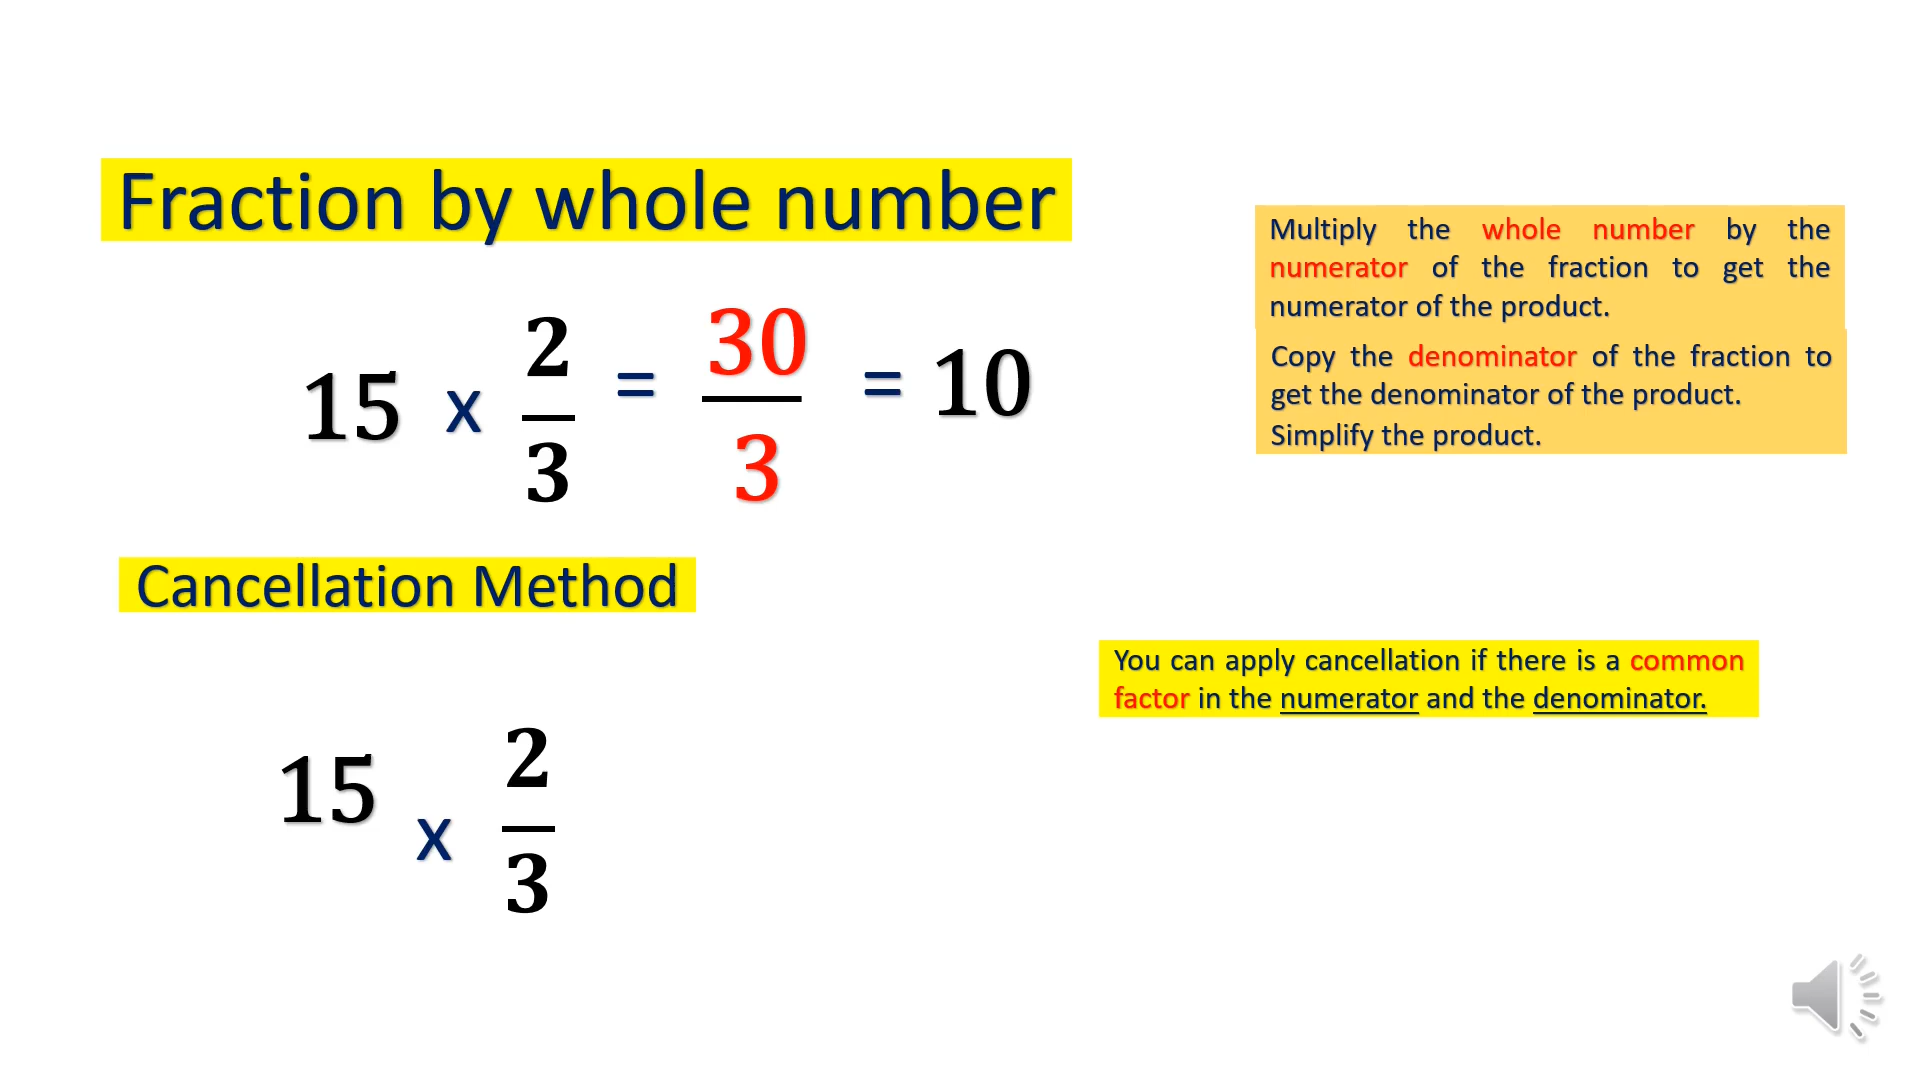 Fraction by whole number
Multiply the whole number by the
numerator of the fraction to get the
numerator of the product.
Copy the denominator of the fraction to
get the denominator of the product.
Simplify the product.
15 x 2/3 = 30/3 = 10
Cancellation Method
You can apply cancellation if there is a common
factor in the numerator and the denominator.
15 x 2/3